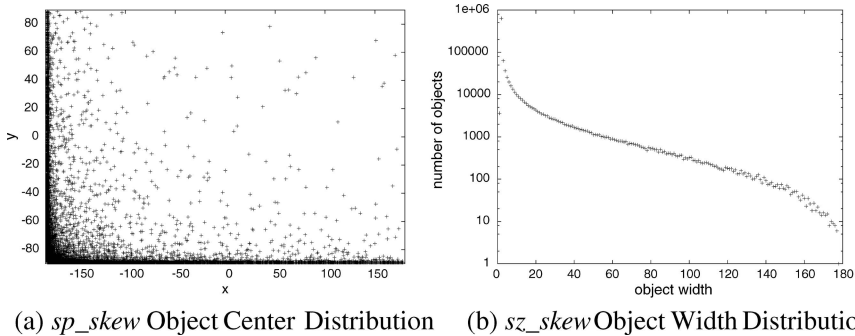 80
60
40
20
0
-20
-40
-60
-80
y
-150 -100 -50 0 50 100 150
x
1e+06
100000
10000
1000
100
10
1
number of objects
0 20 40 60 80 100 120 140 160 180
object width
(a) sp_skew Object Center Distribution
(b) sz_skew Object Width Distributio